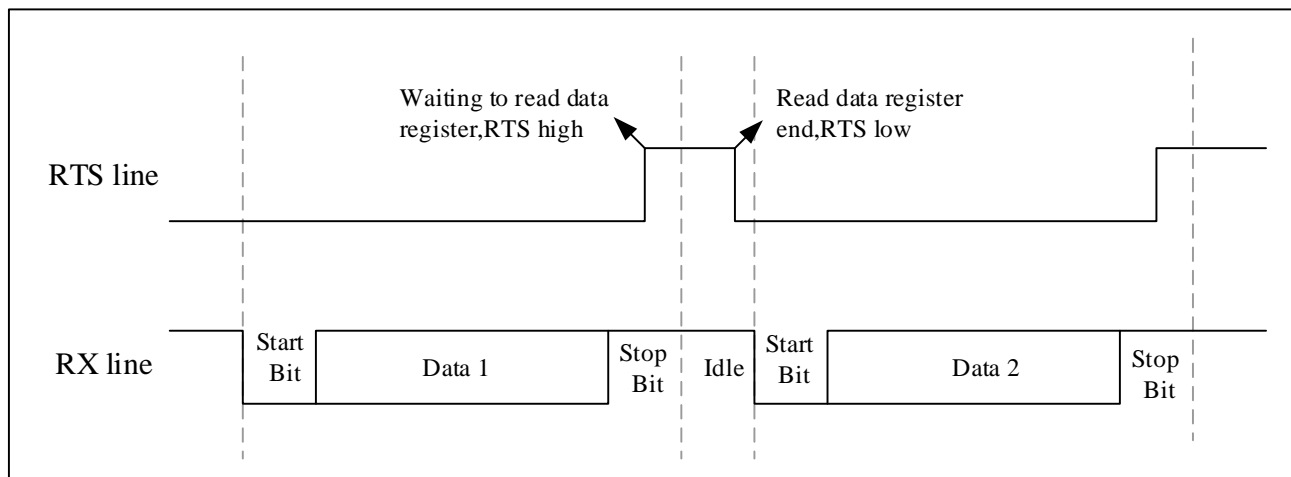 Waiting to read data
register,RTS high
Read data register
end,RTS low
RTS line
RX line
Start
Bit
Data 1
Stop
Bit
Idle
Start
Bit
Data 2
Stop
Bit